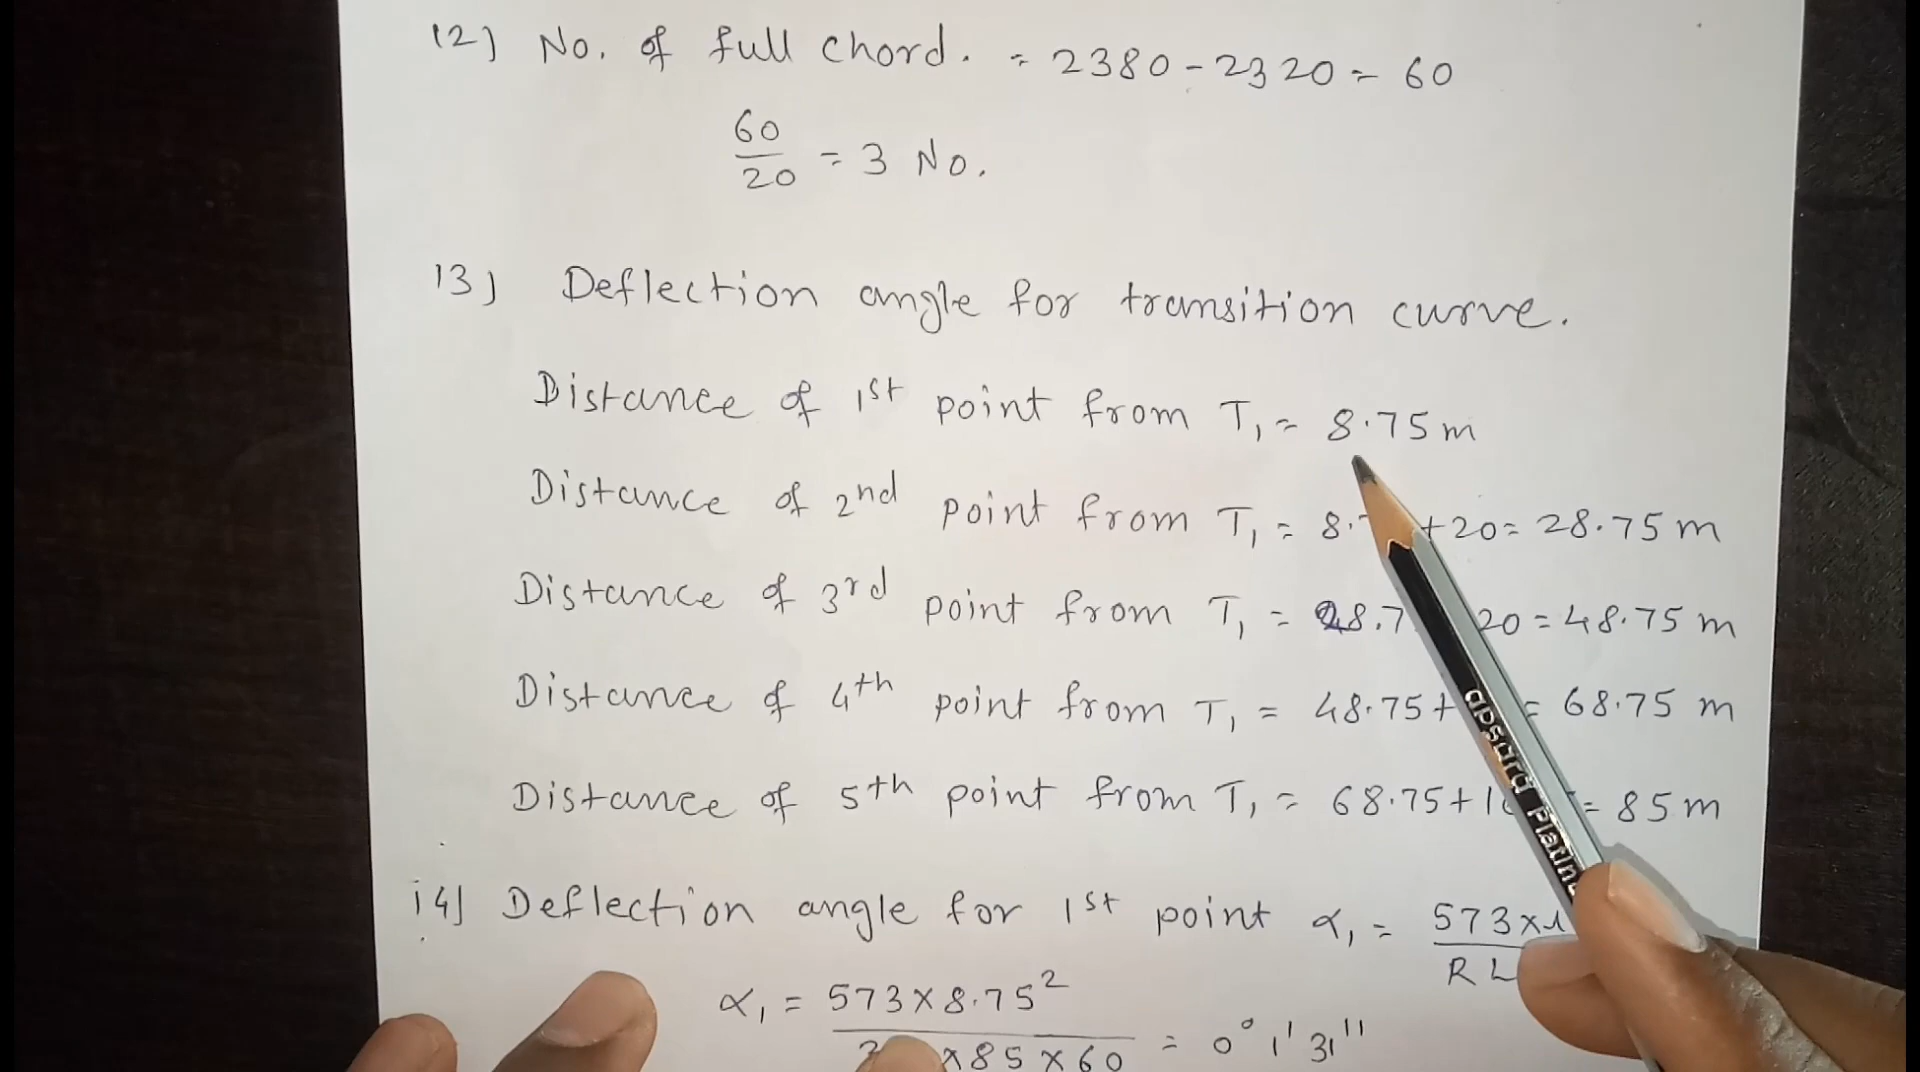 12) No. of full chord. = 2380 - 2320 = 60
60
20 = 3 No.
13) Deflection angle for transition curve.
Distance of 1st point from T1 = 8.75 m
Distance of 2nd point from T1 = 8. +20 = 28.75 m
Distance of 3rd point from T1 = 28.7 20 = 48.75 m
Distance of 4th point from T1 = 48.75 + = 68.75 m
Distance of 5th point from T1 = 68.75 + = 85 m
14) Deflection angle for 1st point α1 = 573 ×
R L
α1 = 573 × 8.75²
× 85 × 60 = 0° 1' 31''
apsara Platin